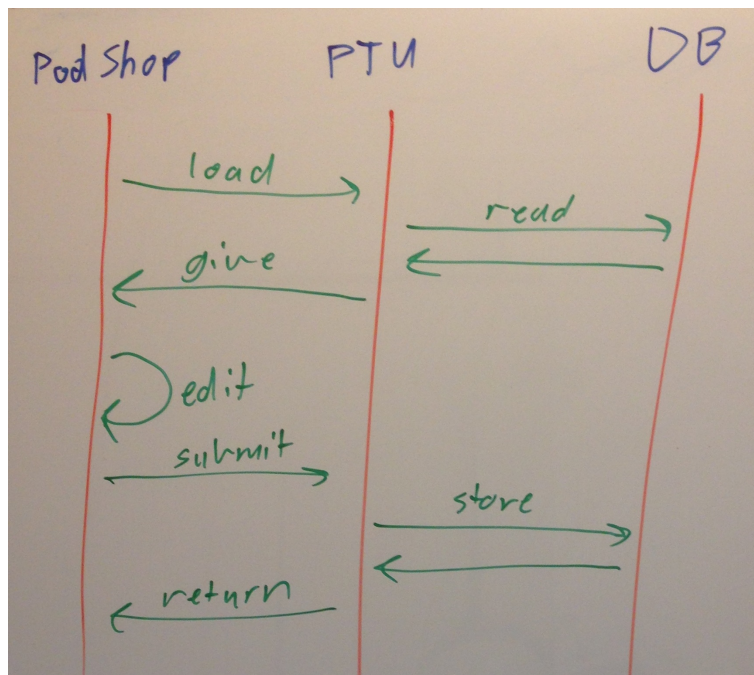 Pod Shop PTU DB
load
read
give
edit
submit
store
return